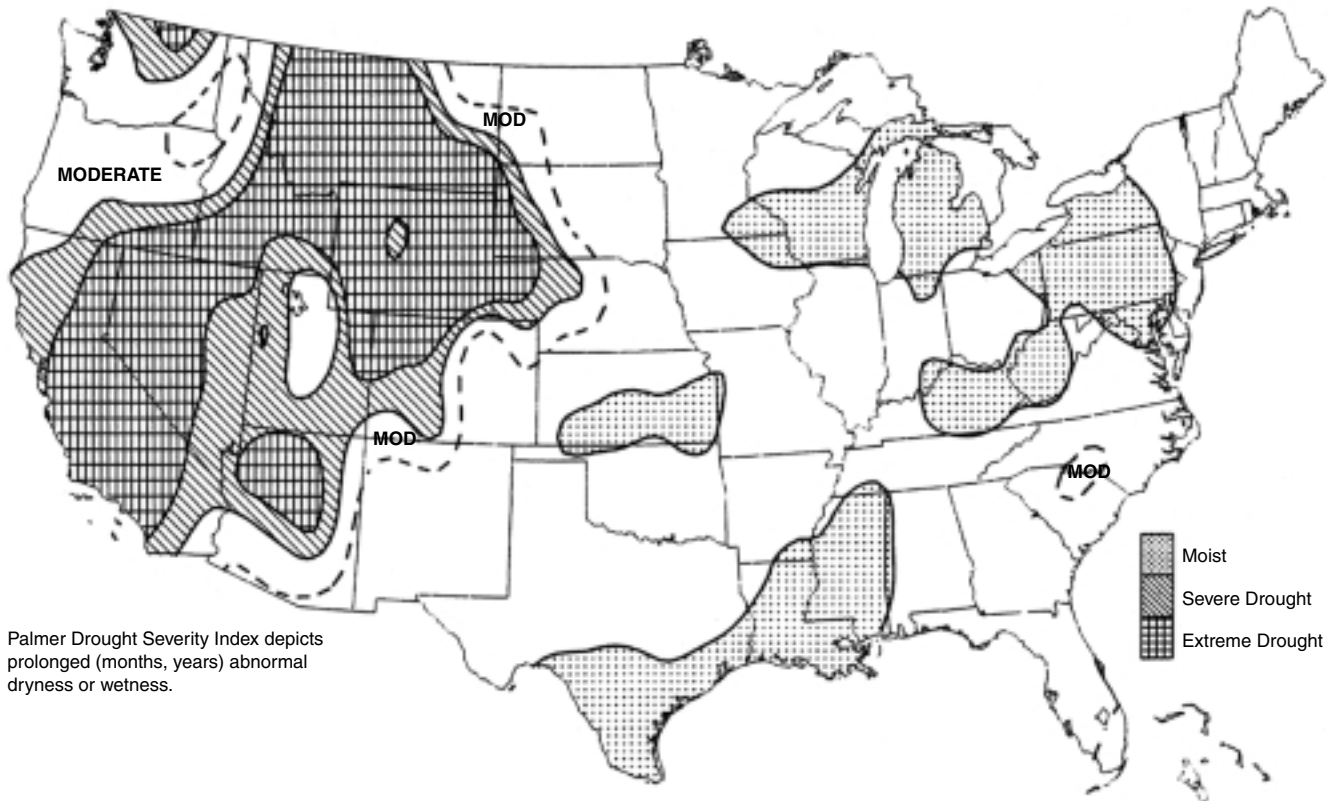 MOD
MODERATE
MOD
MOD
Moist
Severe Drought
Extreme Drought
Palmer Drought Severity Index depicts
prolonged (months, years) abnormal
dryness or wetness.